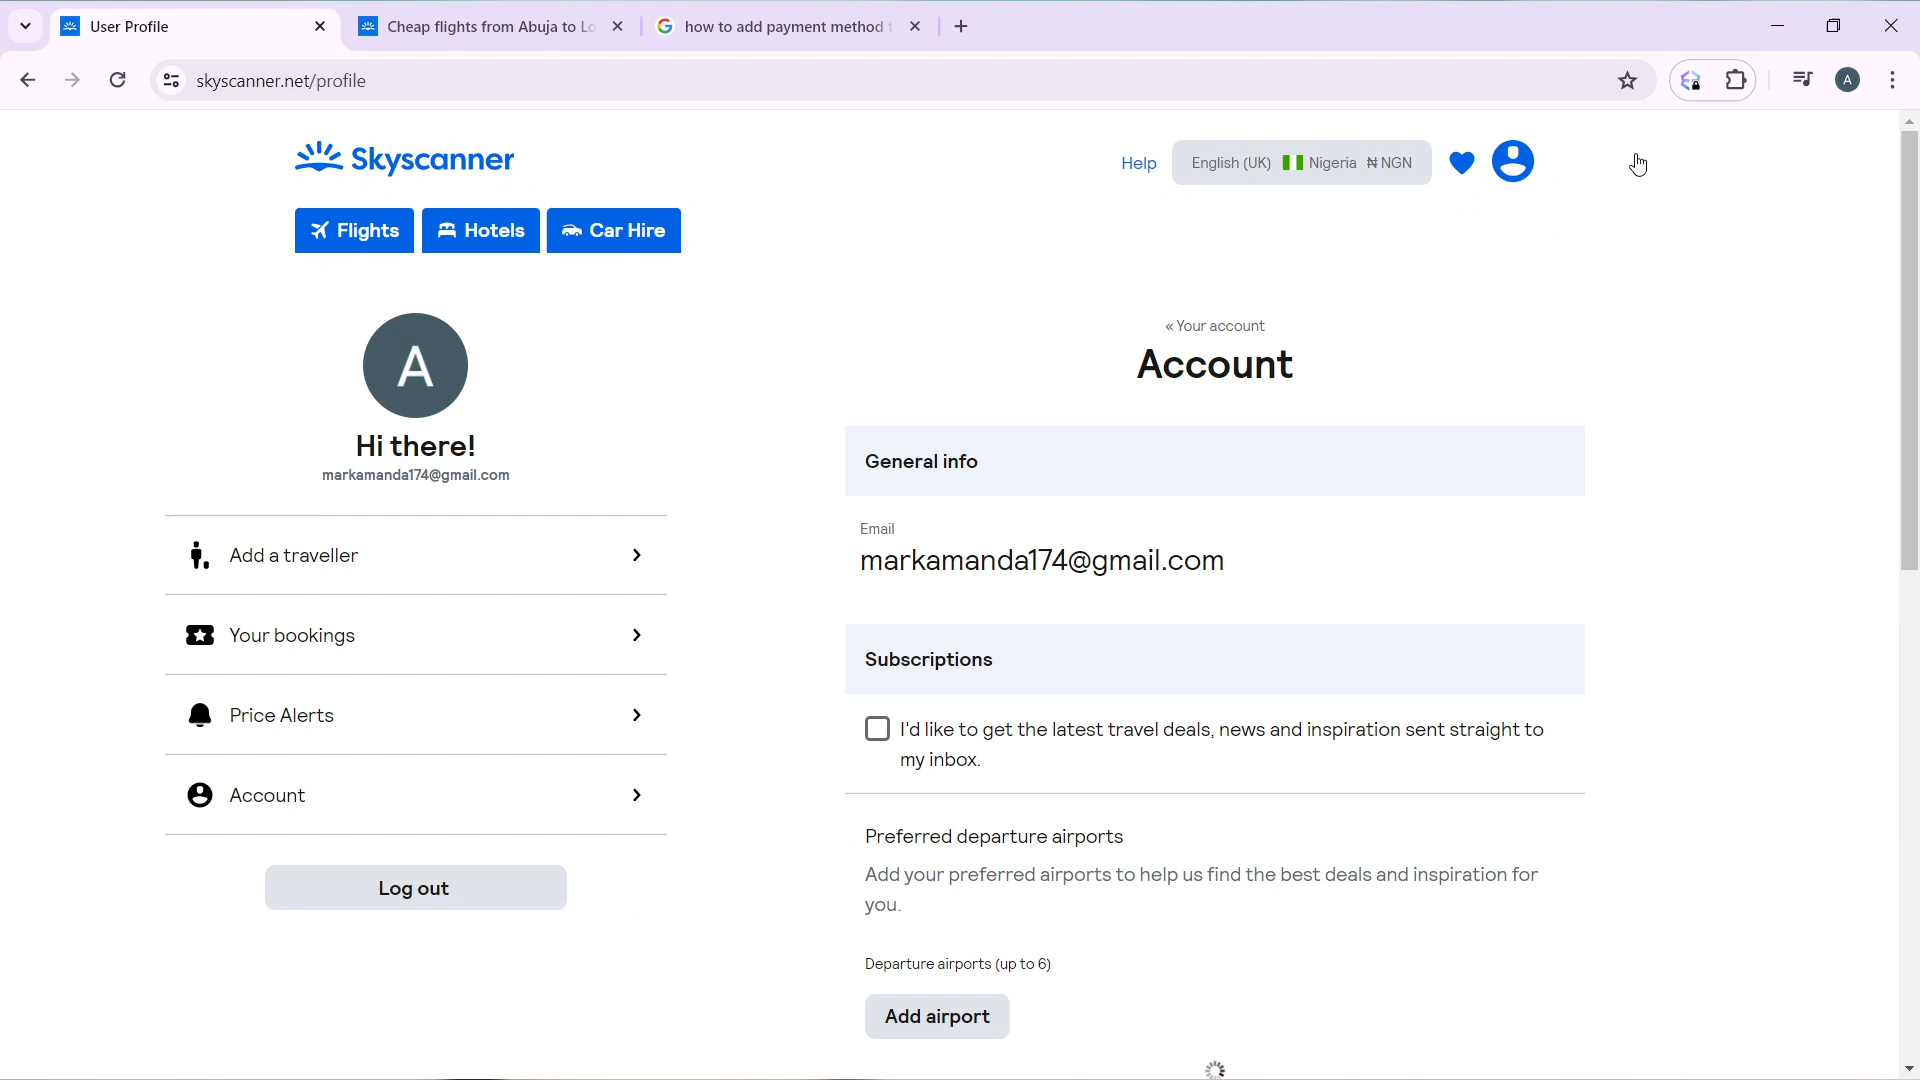 User Profile
Cheap flights from Abuja to Lo
how to add payment method t
skyscanner.net/profile
A
Skyscanner
Help
English (UK) Nigeria ₦ NGN
Flights
Hotels
Car Hire
A
Hi there!
markamanda174@gmail.com
Add a traveller
Your bookings
Price Alerts
Account
Log out
« Your account
Account
General info
Email
markamanda174@gmail.com
Subscriptions
I'd like to get the latest travel deals, news and inspiration sent straight to
my inbox.
Preferred departure airports
Add your preferred airports to help us find the best deals and inspiration for
you.
Departure airports (up to 6)
Add airport